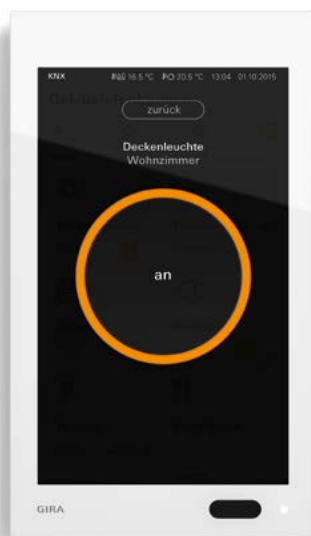 KNX 16.5 °C 20.5 °C 13:04 01.10.2015
zurück
Deckenleuchte
Wohnzimmer
an
GIRA